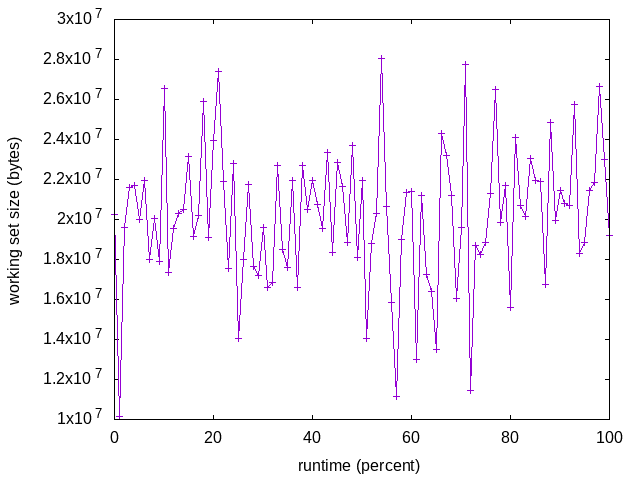 3x10^7
2.8x10^7
2.6x10^7
2.4x10^7
2.2x10^7
2x10^7
1.8x10^7
1.6x10^7
1.4x10^7
1.2x10^7
1x10^7
working set size (bytes)
0 20 40 60 80 100
runtime (percent)